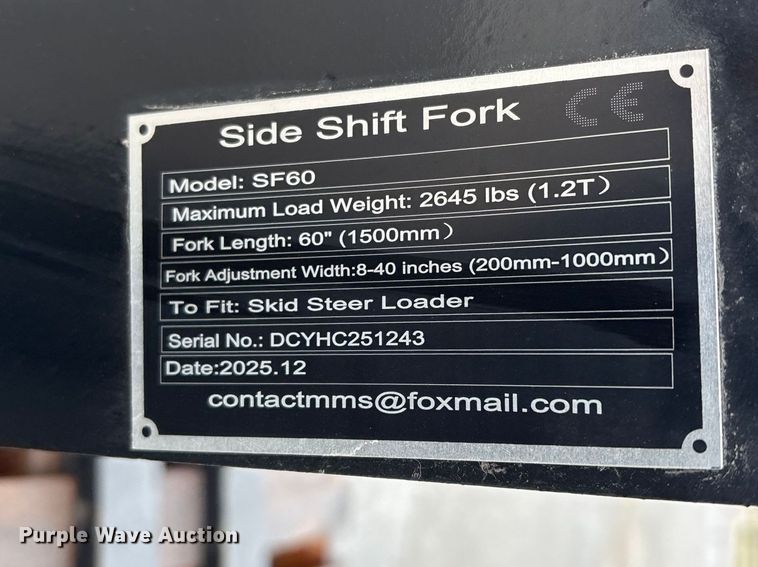 Side Shift Fork CE
Model: SF60
Maximum Load Weight: 2645 lbs (1.2T)
Fork Length: 60" (1500mm)
Fork Adjustment Width:8-40 inches (200mm-1000mm)
To Fit: Skid Steer Loader
Serial No.: DCYHC251243
Date:2025.12
contactmms@foxmail.com
Purple Wave Auction